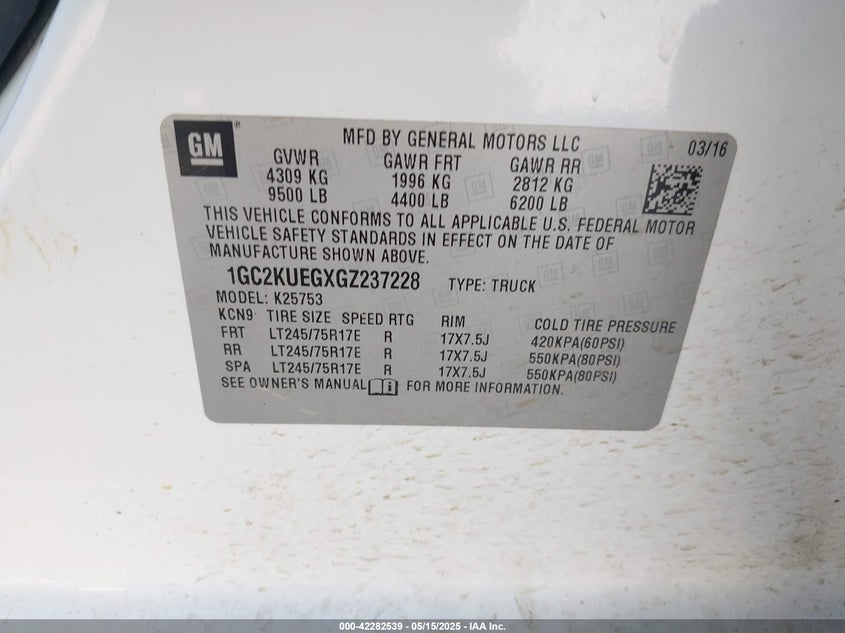 GM
MFD BY GENERAL MOTORS LLC 03/16
GVWR GAWR FRT GAWR RR
4309 KG 1996 KG 2812 KG
9500 LB 4400 LB 6200 LB
THIS VEHICLE CONFORMS TO ALL APPLICABLE U.S. FEDERAL MOTOR
VEHICLE SAFETY STANDARDS IN EFFECT ON THE DATE OF
MANUFACTURE SHOWN ABOVE.
1GC2KUEGXGZ237228 TYPE: TRUCK
MODEL: K25753
KCN9 TIRE SIZE SPEED RTG RIM COLD TIRE PRESSURE
FRT LT245/75R17E R 17X7.5J 420KPA(60PSI)
RR LT245/75R17E R 17X7.5J 550KPA(80PSI)
SPA LT245/75R17E R 17X7.5J 550KPA(80PSI)
SEE OWNER'S MANUAL FOR MORE INFORMATION.
000-42282539 - 05/15/2025 - IAA Inc.